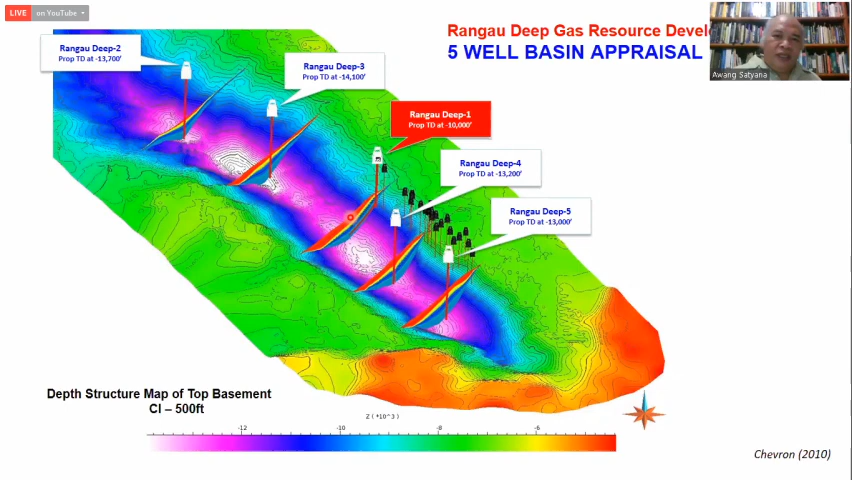 LIVE on YouTube
Rangau Deep Gas Resource Devel
5 WELL BASIN APPRAISAL
Awang Satyana
Rangau Deep-2
Prop TD at -13,700'
Rangau Deep-3
Prop TD at -14,100'
Rangau Deep-1
Prop TD at -10,000'
Rangau Deep-4
Prop TD at -13,200'
Rangau Deep-5
Prop TD at -13,000'
Depth Structure Map of Top Basement
CI – 500ft
Z (*10^3)
-12 -10 -8 -6
Chevron (2010)